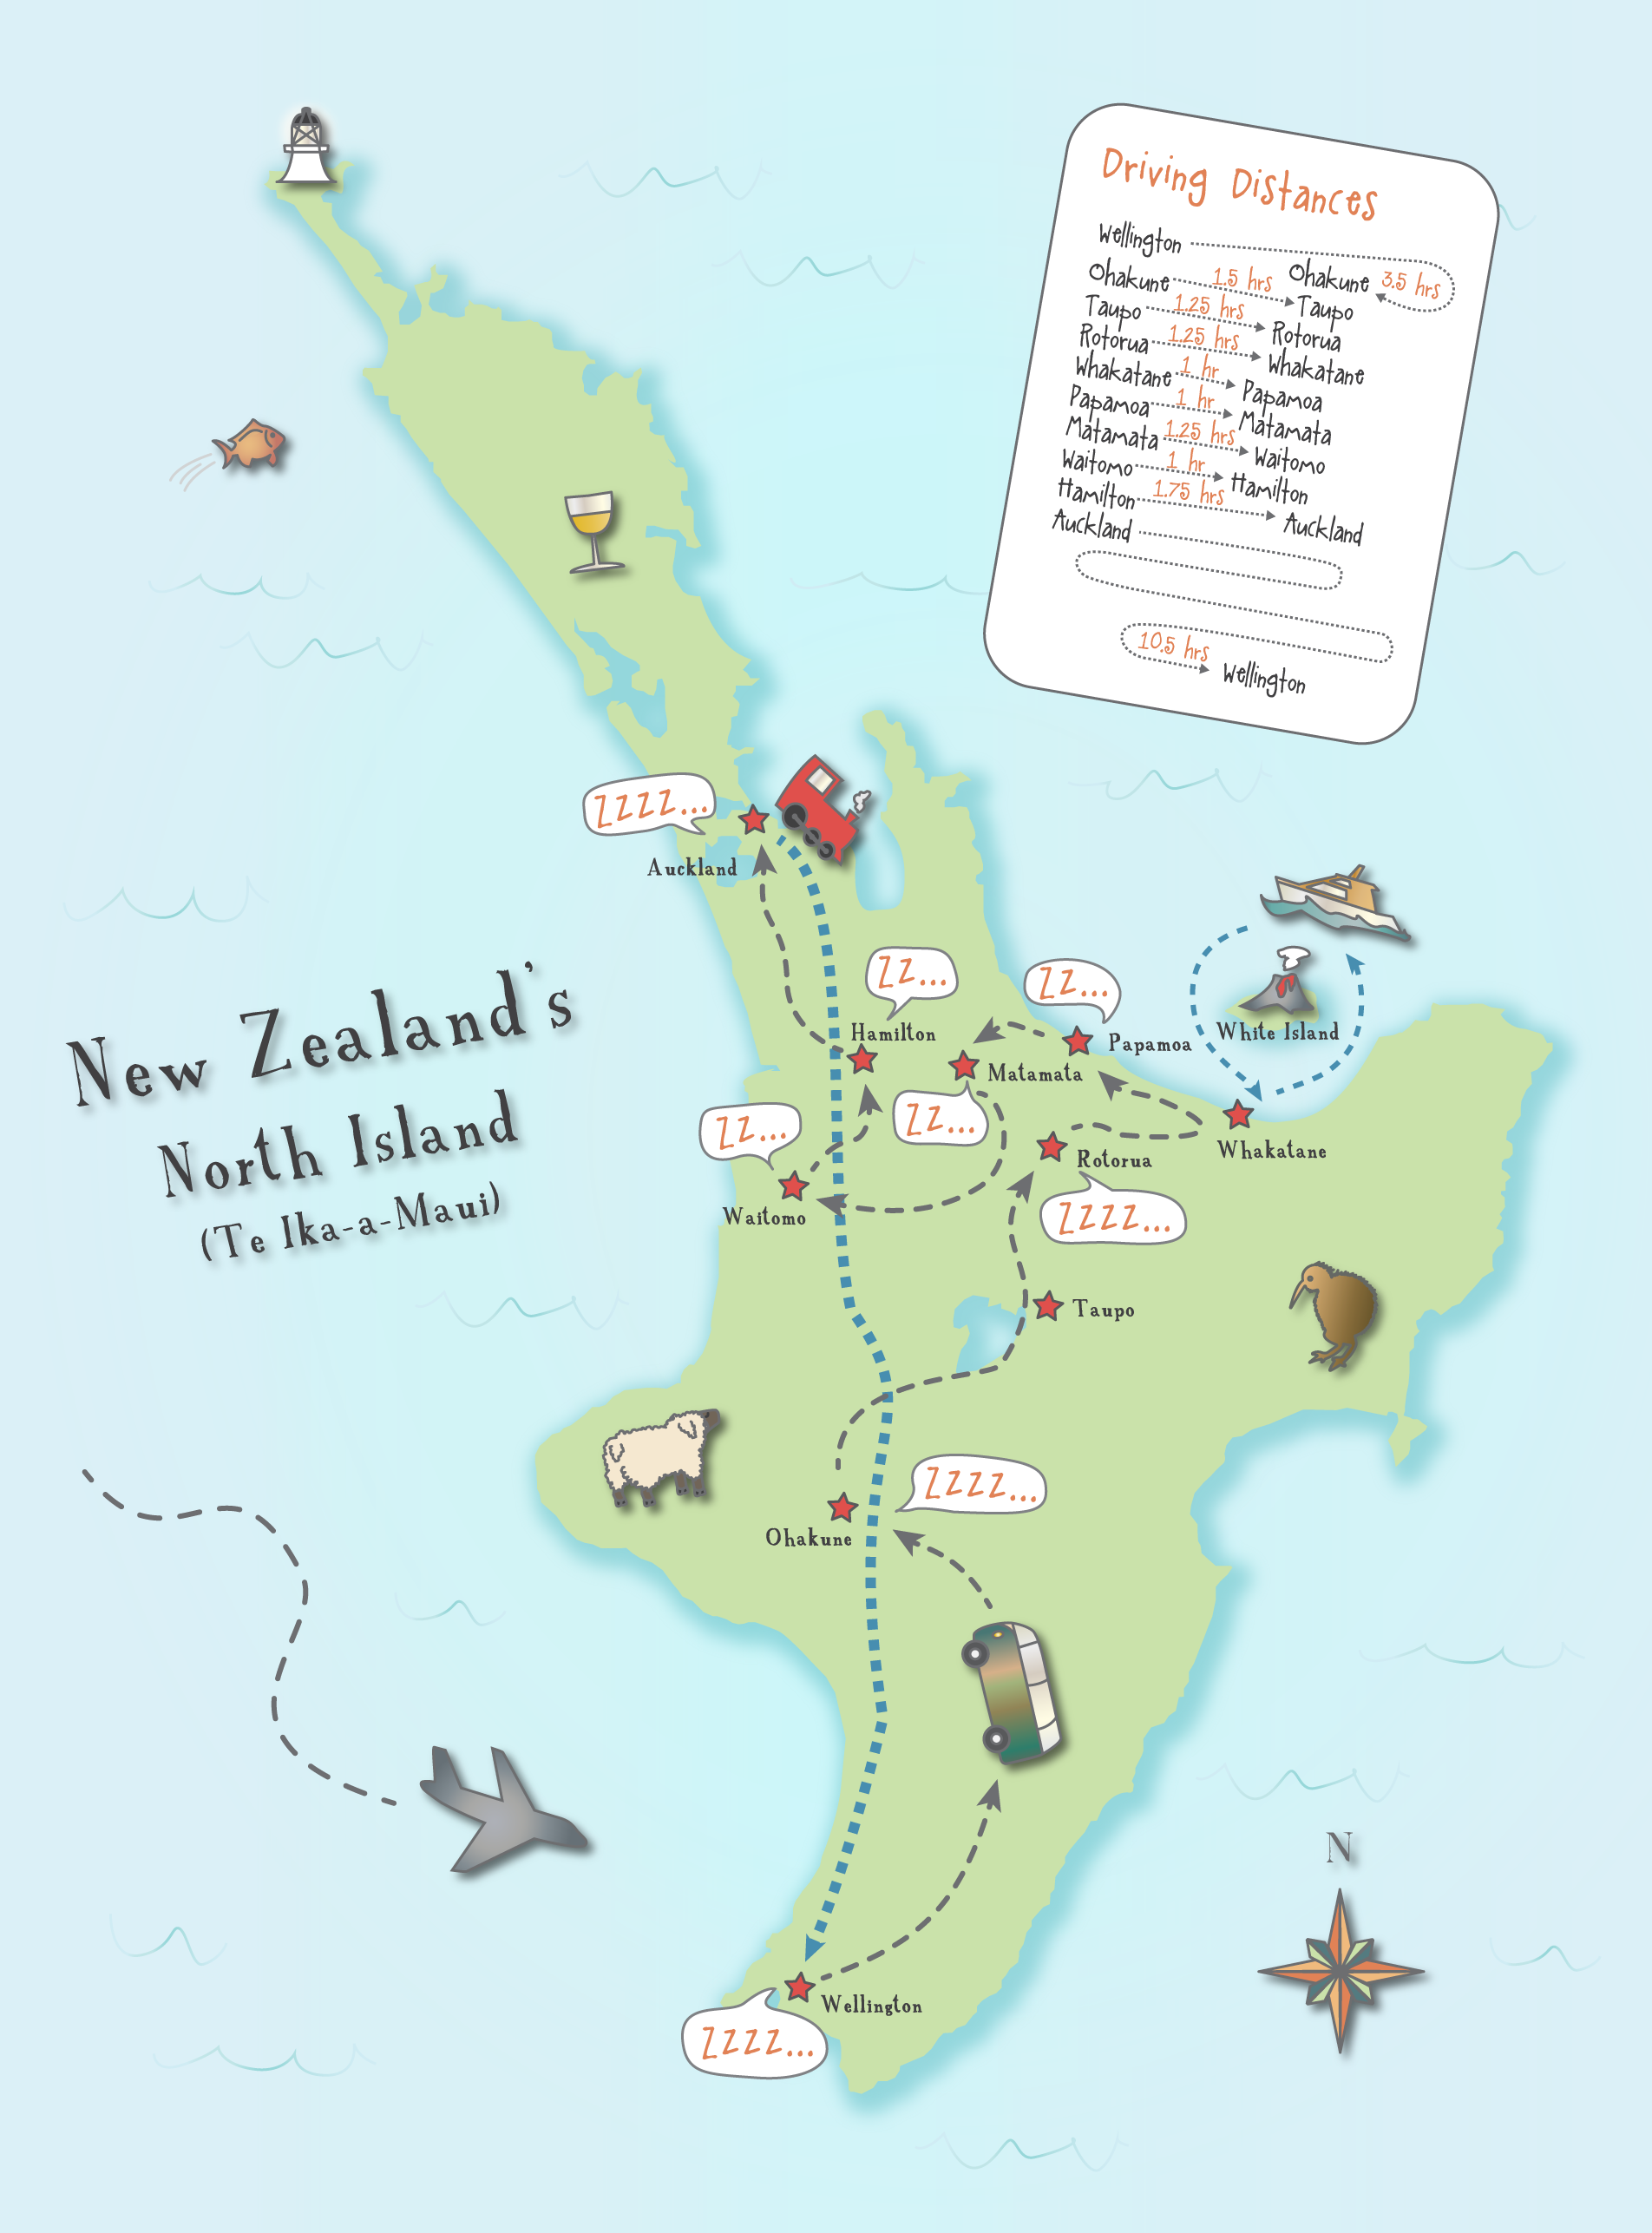 Driving Distances
Wellington
Ohakune 1.5 hrs Ohakune 3.5 hrs
Taupo 1.25 hrs Taupo
Rotorua 1.25 hrs Rotorua
Whakatane 1 hr Whakatane
Papamoa 1 hr Papamoa
Matamata 1.25 hrs Matamata
Waitomo 1 hr Waitomo
Hamilton 1.75 hrs Hamilton
Auckland Auckland
10.5 hrs Wellington
ZZZZ...
Auckland
ZZ...
ZZ...
Hamilton
White Island
Papamoa
Matamata
New Zealand's
North Island
(Te Ika-a-Maui)
ZZ...
ZZ...
Whakatane
Rotorua
Waitomo
ZZZZ...
Taupo
ZZZZ...
Ohakune
N
Wellington
ZZZZ...